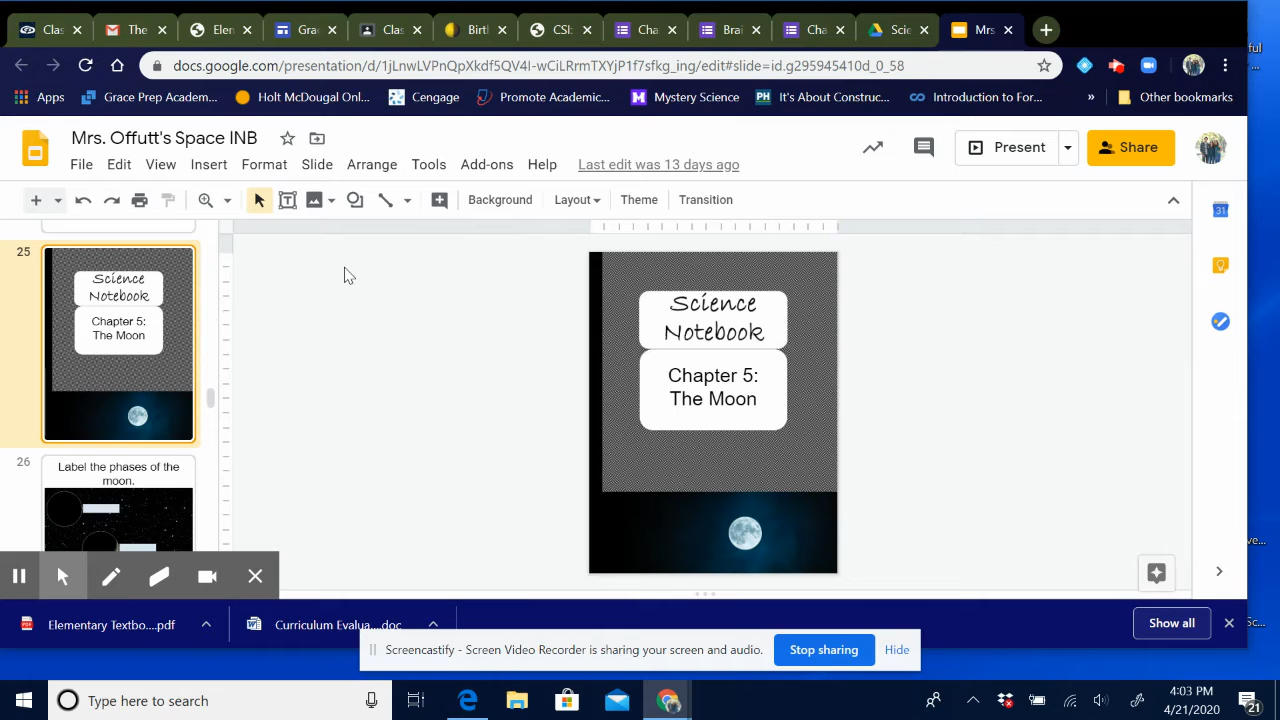 Clas
The
Elen
Grac
Clas
Birth
CSI:
Cha
Brai
Cha
Scie
Mrs
docs.google.com/presentation/d/1jLnwLVPnQpXkdf5QV4I-wCiLRrmTXYjP1f7sfkg_ing/edit#slide=id.g295945410d_0_58
Apps
Grace Prep Academ...
Holt McDougal Onl...
Cengage
Promote Academic...
Mystery Science
PH It's About Construc...
Introduction to For...
»
Other bookmarks
Mrs. Offutt's Space INB
File Edit View Insert Format Slide Arrange Tools Add-ons Help Last edit was 13 days ago
Present
Share
Background Layout Theme Transition
31
25
Science
Notebook
Chapter 5:
The Moon
26
Label the phases of the
moon.
Science
Notebook
Chapter 5:
The Moon
Elementary Textbo....pdf
Curricum Evalua....doc
Show all
Screencastify - Screen Video Recorder is sharing your screen and audio.
Stop sharing
Hide
Type here to search
4:03 PM
4/21/2020
21